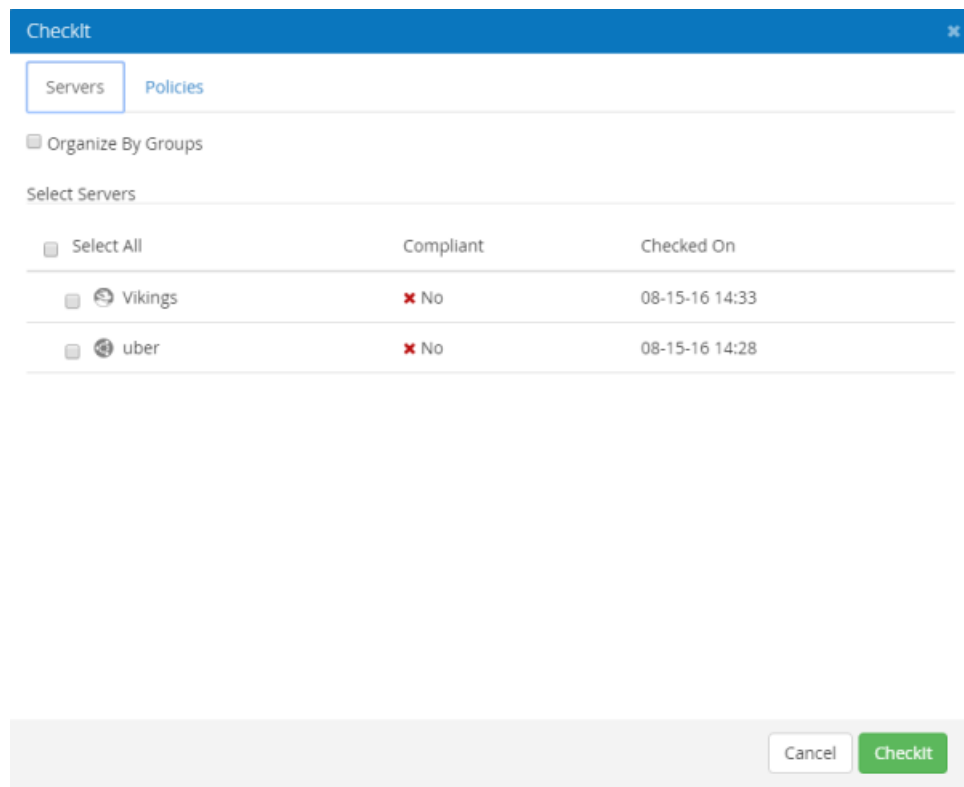 CheckIt
Servers Policies
Organize By Groups
Select Servers
Select All Compliant Checked On
Vikings No 08-15-16 14:33
uber No 08-15-16 14:28
Cancel CheckIt